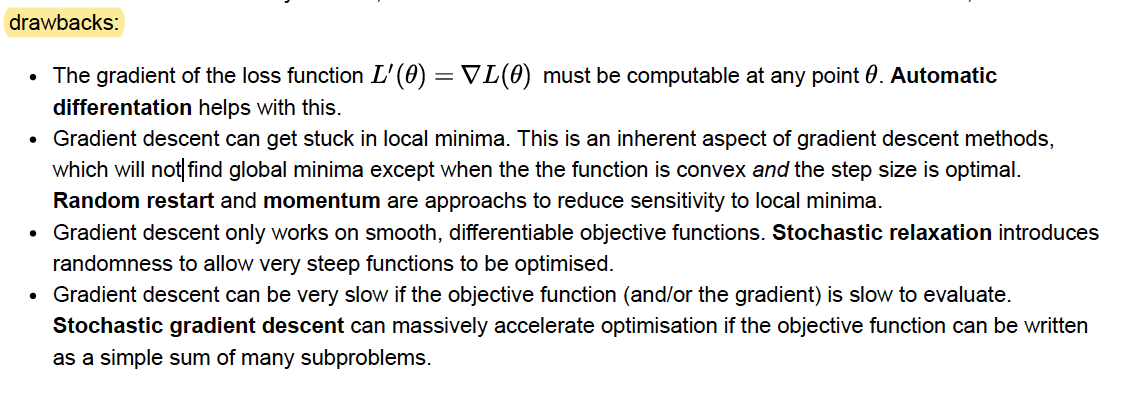 drawbacks:
• The gradient of the loss function L′(θ) = ∇L(θ) must be computable at any point θ. Automatic
differentation helps with this.
• Gradient descent can get stuck in local minima. This is an inherent aspect of gradient descent methods,
which will not find global minima except when the the function is convex and the step size is optimal.
Random restart and momentum are approachs to reduce sensitivity to local minima.
• Gradient descent only works on smooth, differentiable objective functions. Stochastic relaxation introduces
randomness to allow very steep functions to be optimised.
• Gradient descent can be very slow if the objective function (and/or the gradient) is slow to evaluate.
Stochastic gradient descent can massively accelerate optimisation if the objective function can be written
as a simple sum of many subproblems.